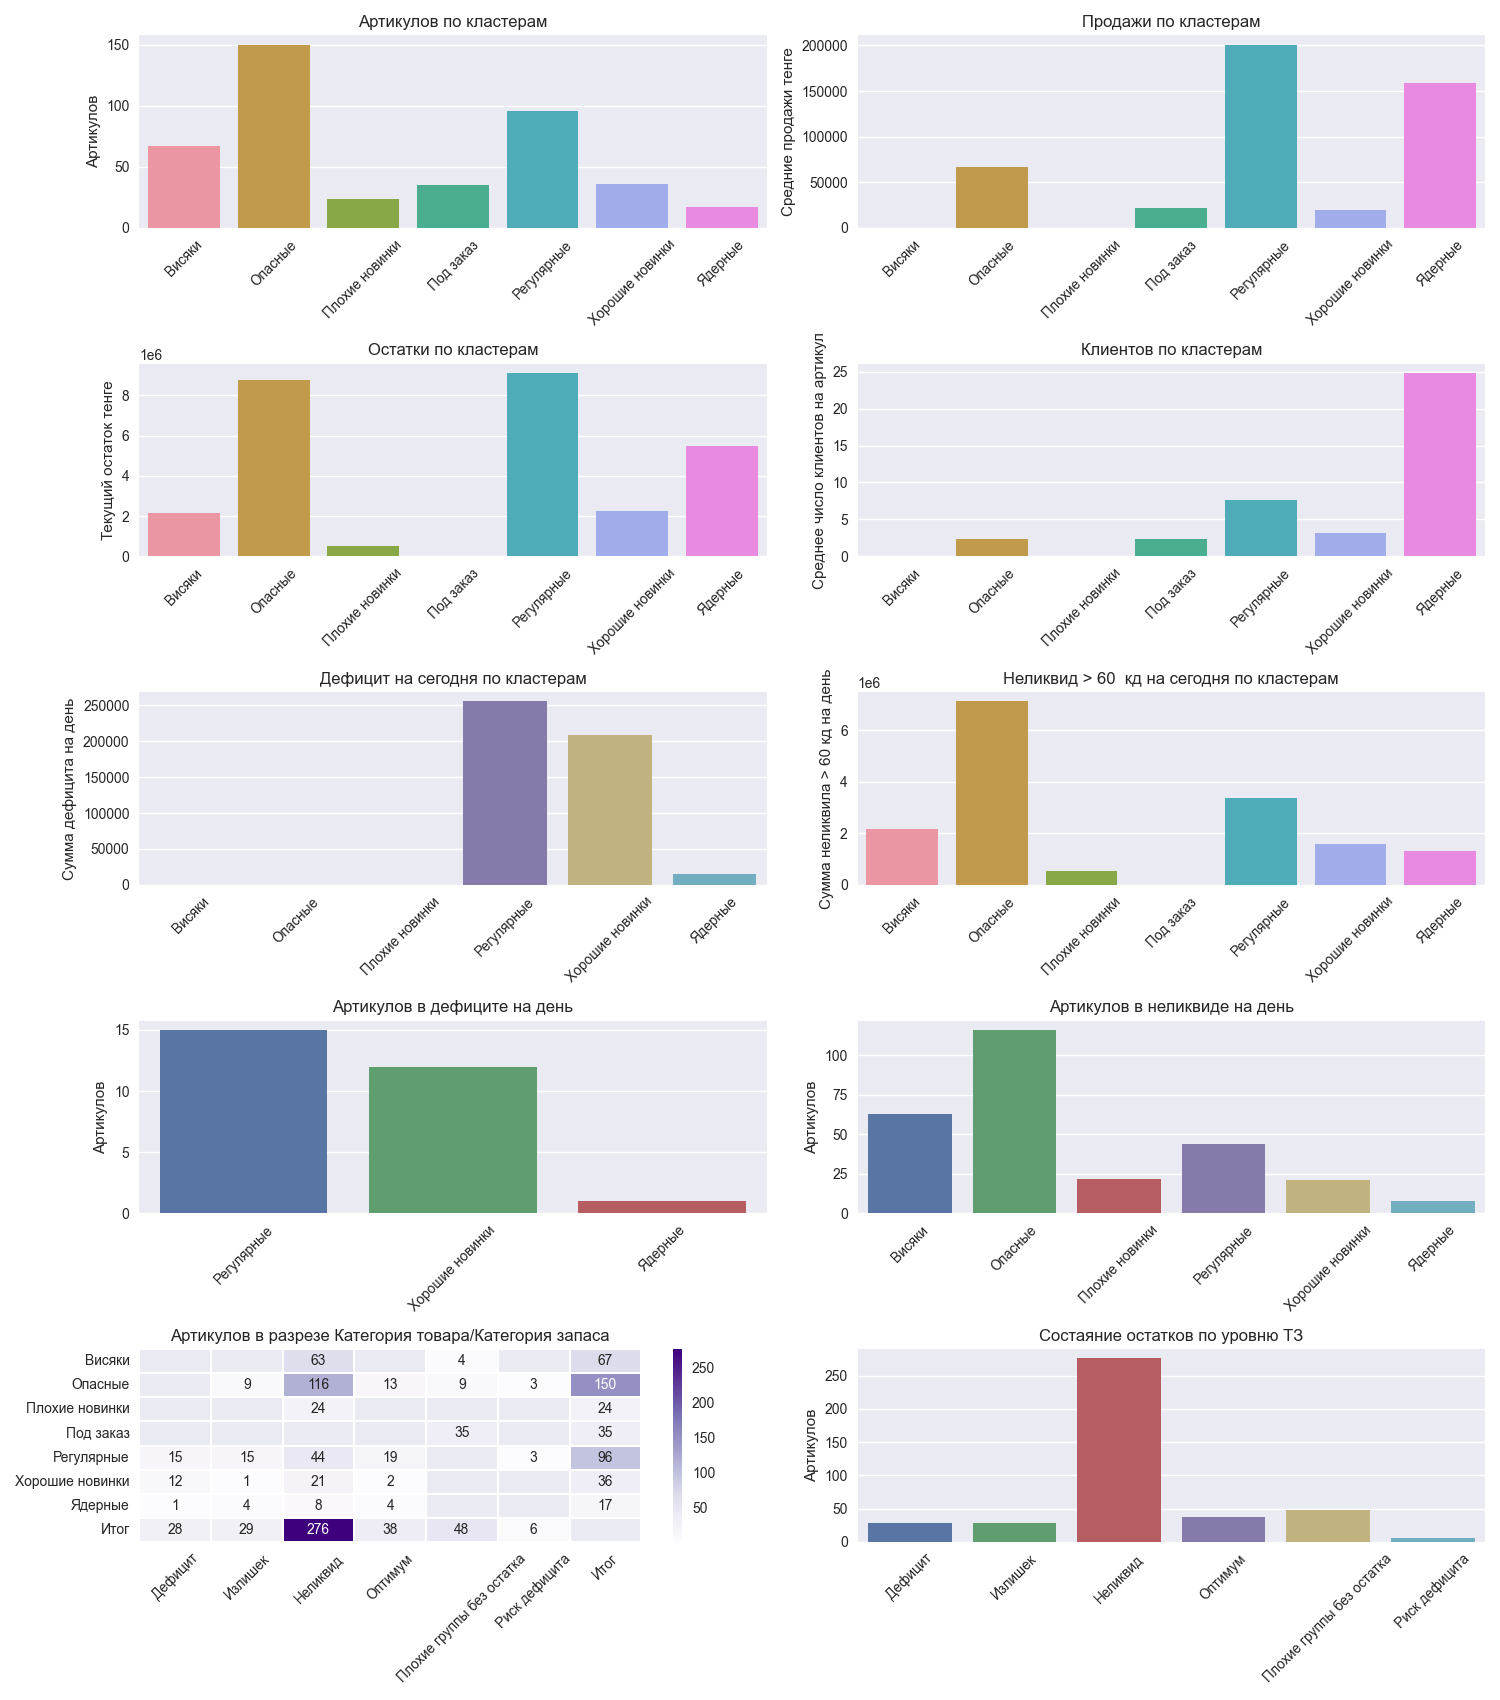 Артикулов по кластерам
Артикулов
150
100
50
0
Висяки
Опасные
Плохие новинки
Под заказ
Регулярные
Хорошие новинки
Ядерные
Продажи по кластерам
Средние продажи тенге
200000
150000
100000
50000
0
Висяки
Опасные
Плохие новинки
Под заказ
Регулярные
Хорошие новинки
Ядерные
Остатки по кластерам
1e6
Текущий остаток тенге
8
6
4
2
0
Висяки
Опасные
Плохие новинки
Под заказ
Регулярные
Хорошие новинки
Ядерные
Клиентов по кластерам
Среднее число клиентов на артикул
25
20
15
10
5
0
Висяки
Опасные
Плохие новинки
Под заказ
Регулярные
Хорошие новинки
Ядерные
Дефицит на сегодня по кластерам
Сумма дефицита на день
250000
200000
150000
100000
50000
0
Висяки
Опасные
Плохие новинки
Регулярные
Хорошие новинки
Ядерные
Неликвид > 60 кд на сегодня по кластерам
1e6
Сумма неликвила > 60 кд на день
6
4
2
0
Висяки
Опасные
Плохие новинки
Под заказ
Регулярные
Хорошие новинки
Ядерные
Артикулов в дефиците на день
Артикулов
15
10
5
0
Регулярные
Хорошие новинки
Ядерные
Артикулов в неликвиде на день
Артикулов
100
75
50
25
0
Висяки
Опасные
Плохие новинки
Регулярные
Хорошие новинки
Ядерные
Артикулов в разрезе Категория товара/Категория запаса
Висяки 63 4 67
Опасные 9 116 13 9 3 150
Плохие новинки 24 24
Под заказ 35 35
Регулярные 15 15 44 19 3 96
Хорошие новинки 12 1 21 2 36
Ядерные 1 4 8 4 17
Итог 28 29 276 38 48 6
Дефицит
Излишек
Неликвид
Оптимум
Плохие группы без остатка
Риск дефицита
Итог
250
200
150
100
50
Состаяние остатков по уровню ТЗ
Артикулов
250
200
150
100
50
0
Дефицит
Излишек
Неликвид
Оптимум
Плохие группы без остатка
Риск дефицита